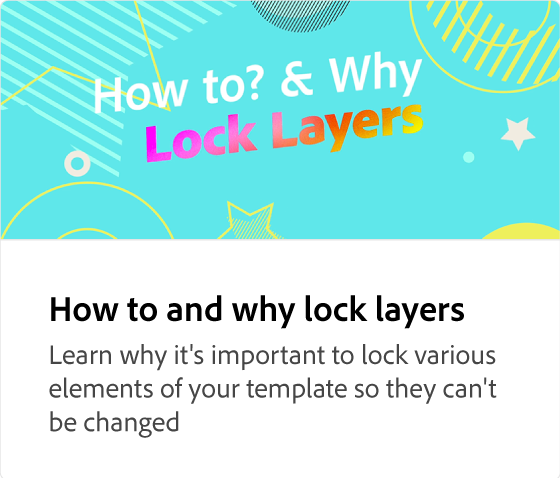 How to? & Why
Lock Layers
How to and why lock layers
Learn why it's important to lock various
elements of your template so they can't
be changed